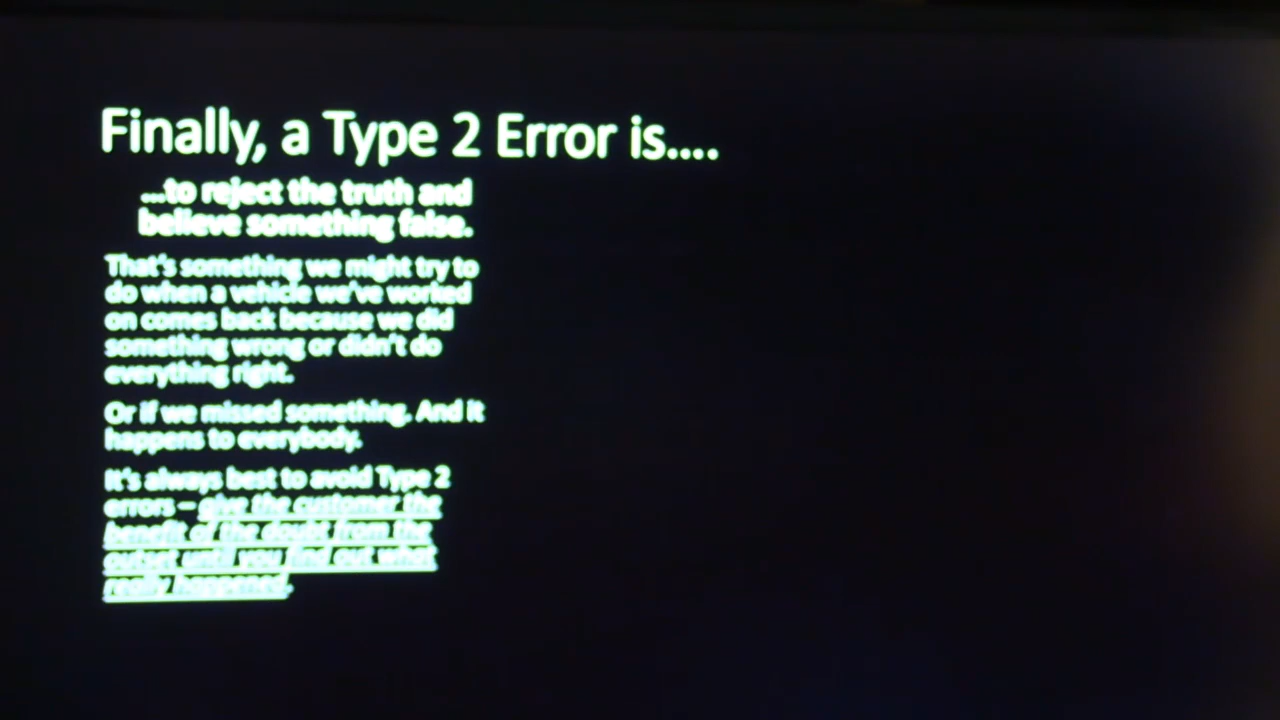 Finally, a Type 2 Error is....
...to reject the truth and
believe something false.
That's something we might try to
do when a vehicle we've worked
on comes back because we did
something wrong or didn't do
everything right.
Or if we missed something. And it
happens to everybody.
It's always best to avoid Type 2
errors – give the customer the
benefit of the doubt from the
outset until you find out what
really happened.